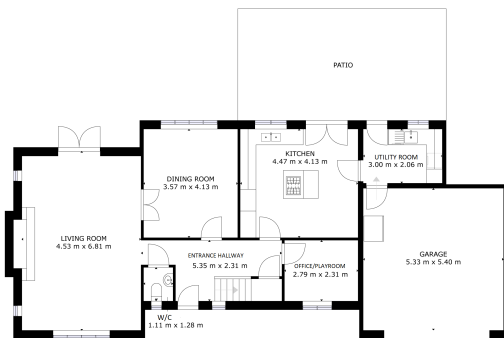 PATIO
KITCHEN
4.47 m x 4.13 m
UTILITY ROOM
3.00 m x 2.06 m
DINING ROOM
3.57 m x 4.13 m
LIVING ROOM
4.53 m x 6.81 m
ENTRANCE HALLWAY
5.35 m x 2.31 m
OFFICE/PLAYROOM
2.79 m x 2.31 m
GARAGE
5.33 m x 5.40 m
W/C
1.11 m x 1.28 m